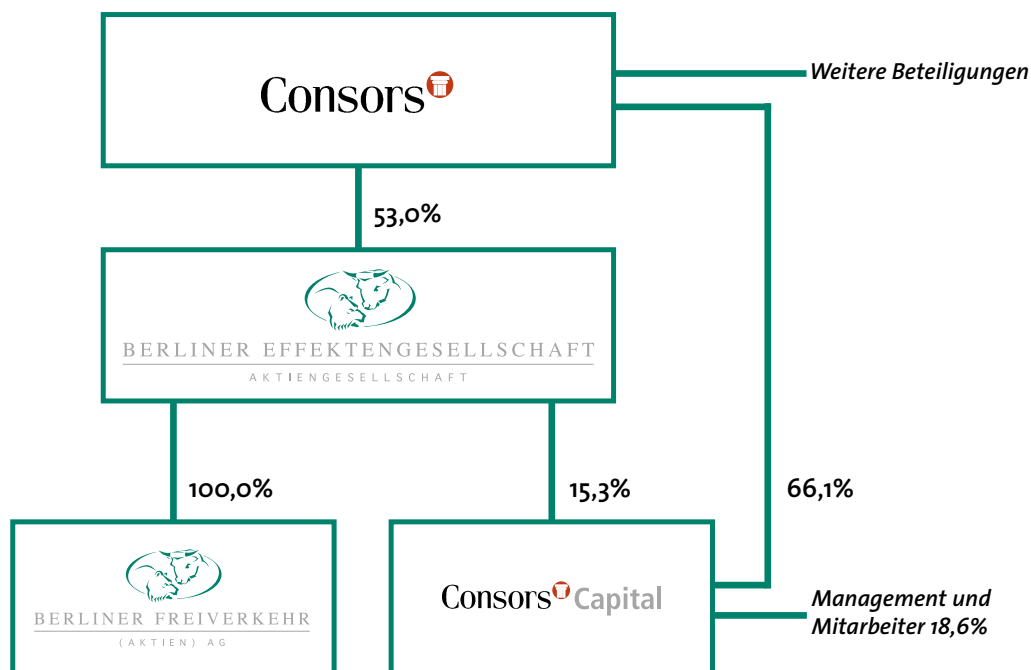 Consors
Weitere Beteiligungen
53,0%
BERLINER EFFEKTENGESELLSCHAFT
AKTIENGESELLSCHAFT
100,0%
15,3%
66,1%
BERLINER FREIVERKEHR
(AKTIEN) AG
Consors Capital
Management und
Mitarbeiter 18,6%